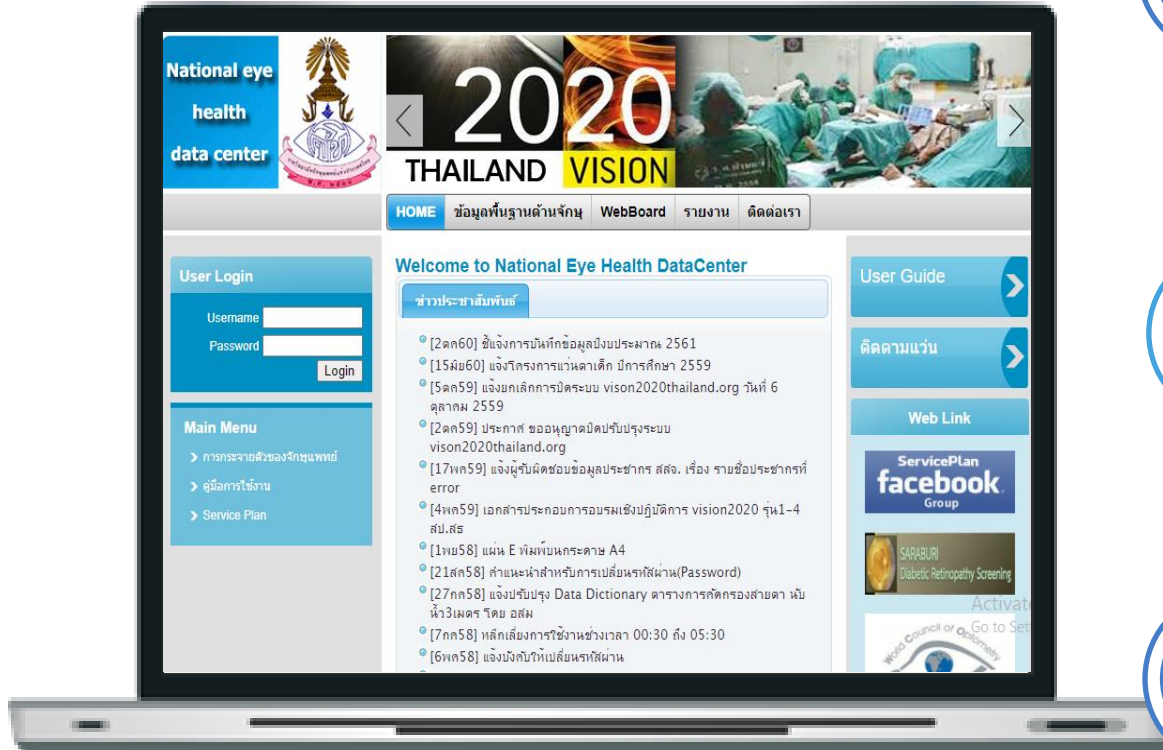 National eye
health
data center
2020
THAILAND VISION
HOME ข้อมูลพื้นฐานด้านจักษุ WebBoard รายงาน ติดต่อเรา
User Login
Username
Password
Login
Main Menu
การกระจายตัวของจักษุแพทย์
คู่มือการใช้งาน
Service Plan
Welcome to National Eye Health DataCenter
ข่าวประชาสัมพันธ์
[2ตค60] ชี้แจ้งการบันทึกข้อมูลปีงบประมาณ 2561
[15มิย60] แจ้งโครงการแว่นตาเด็ก ปีการศึกษา 2559
[5ตค59] แจ้งยกเลิกการปิดระบบ vison2020thailand.org วันที่ 6
ตุลาคม 2559
[2ตค59] ประกาศ ขออนุญาตปิดปรับปรุงระบบ
vison2020thailand.org
[17พค59] แจ้งผู้รับผิดชอบข้อมูลประชากร สสจ. เรื่อง รายชื่อประชากรที่
error
[4พค59] เอกสารประกอบการอบรมเชิงปฏิบัติการ vision2020 รุ่น1-4
สป.สธ
[1พย58] แผ่น E พิมพ์บนกระดาษ A4
[21สค58] คำแนะนำสำหรับการเปลี่ยนรหัสผ่าน(Password)
[27กค58] แจ้งปรับปรุง Data Dictionary ตารางการคัดกรองสายตา นับ
นิ้ว3เมตร โดย อสม
[7กค58] หลีกเลี่ยงการใช้งานช่วงเวลา 00:30 ถึง 05:30
[6พค58] แจ้งบังคับให้เปลี่ยนรหัสผ่าน
User Guide
ติดตามแว่น
Web Link
ServicePlan
facebook
Group
SARABURI
Diabetic Retinopathy Screening
Activat
Go to Set
World Council of Optometry